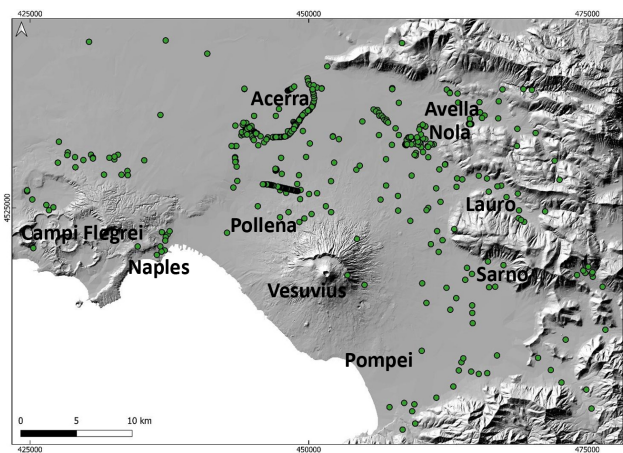 425000 450000 475000
Acerra
Avella
Nola
4525000 4525000
Lauro
Pollena
Campi Flegrei
Naples
Sarno
Vesuvius
Pompei
0 5 10 km
425000 450000 475000